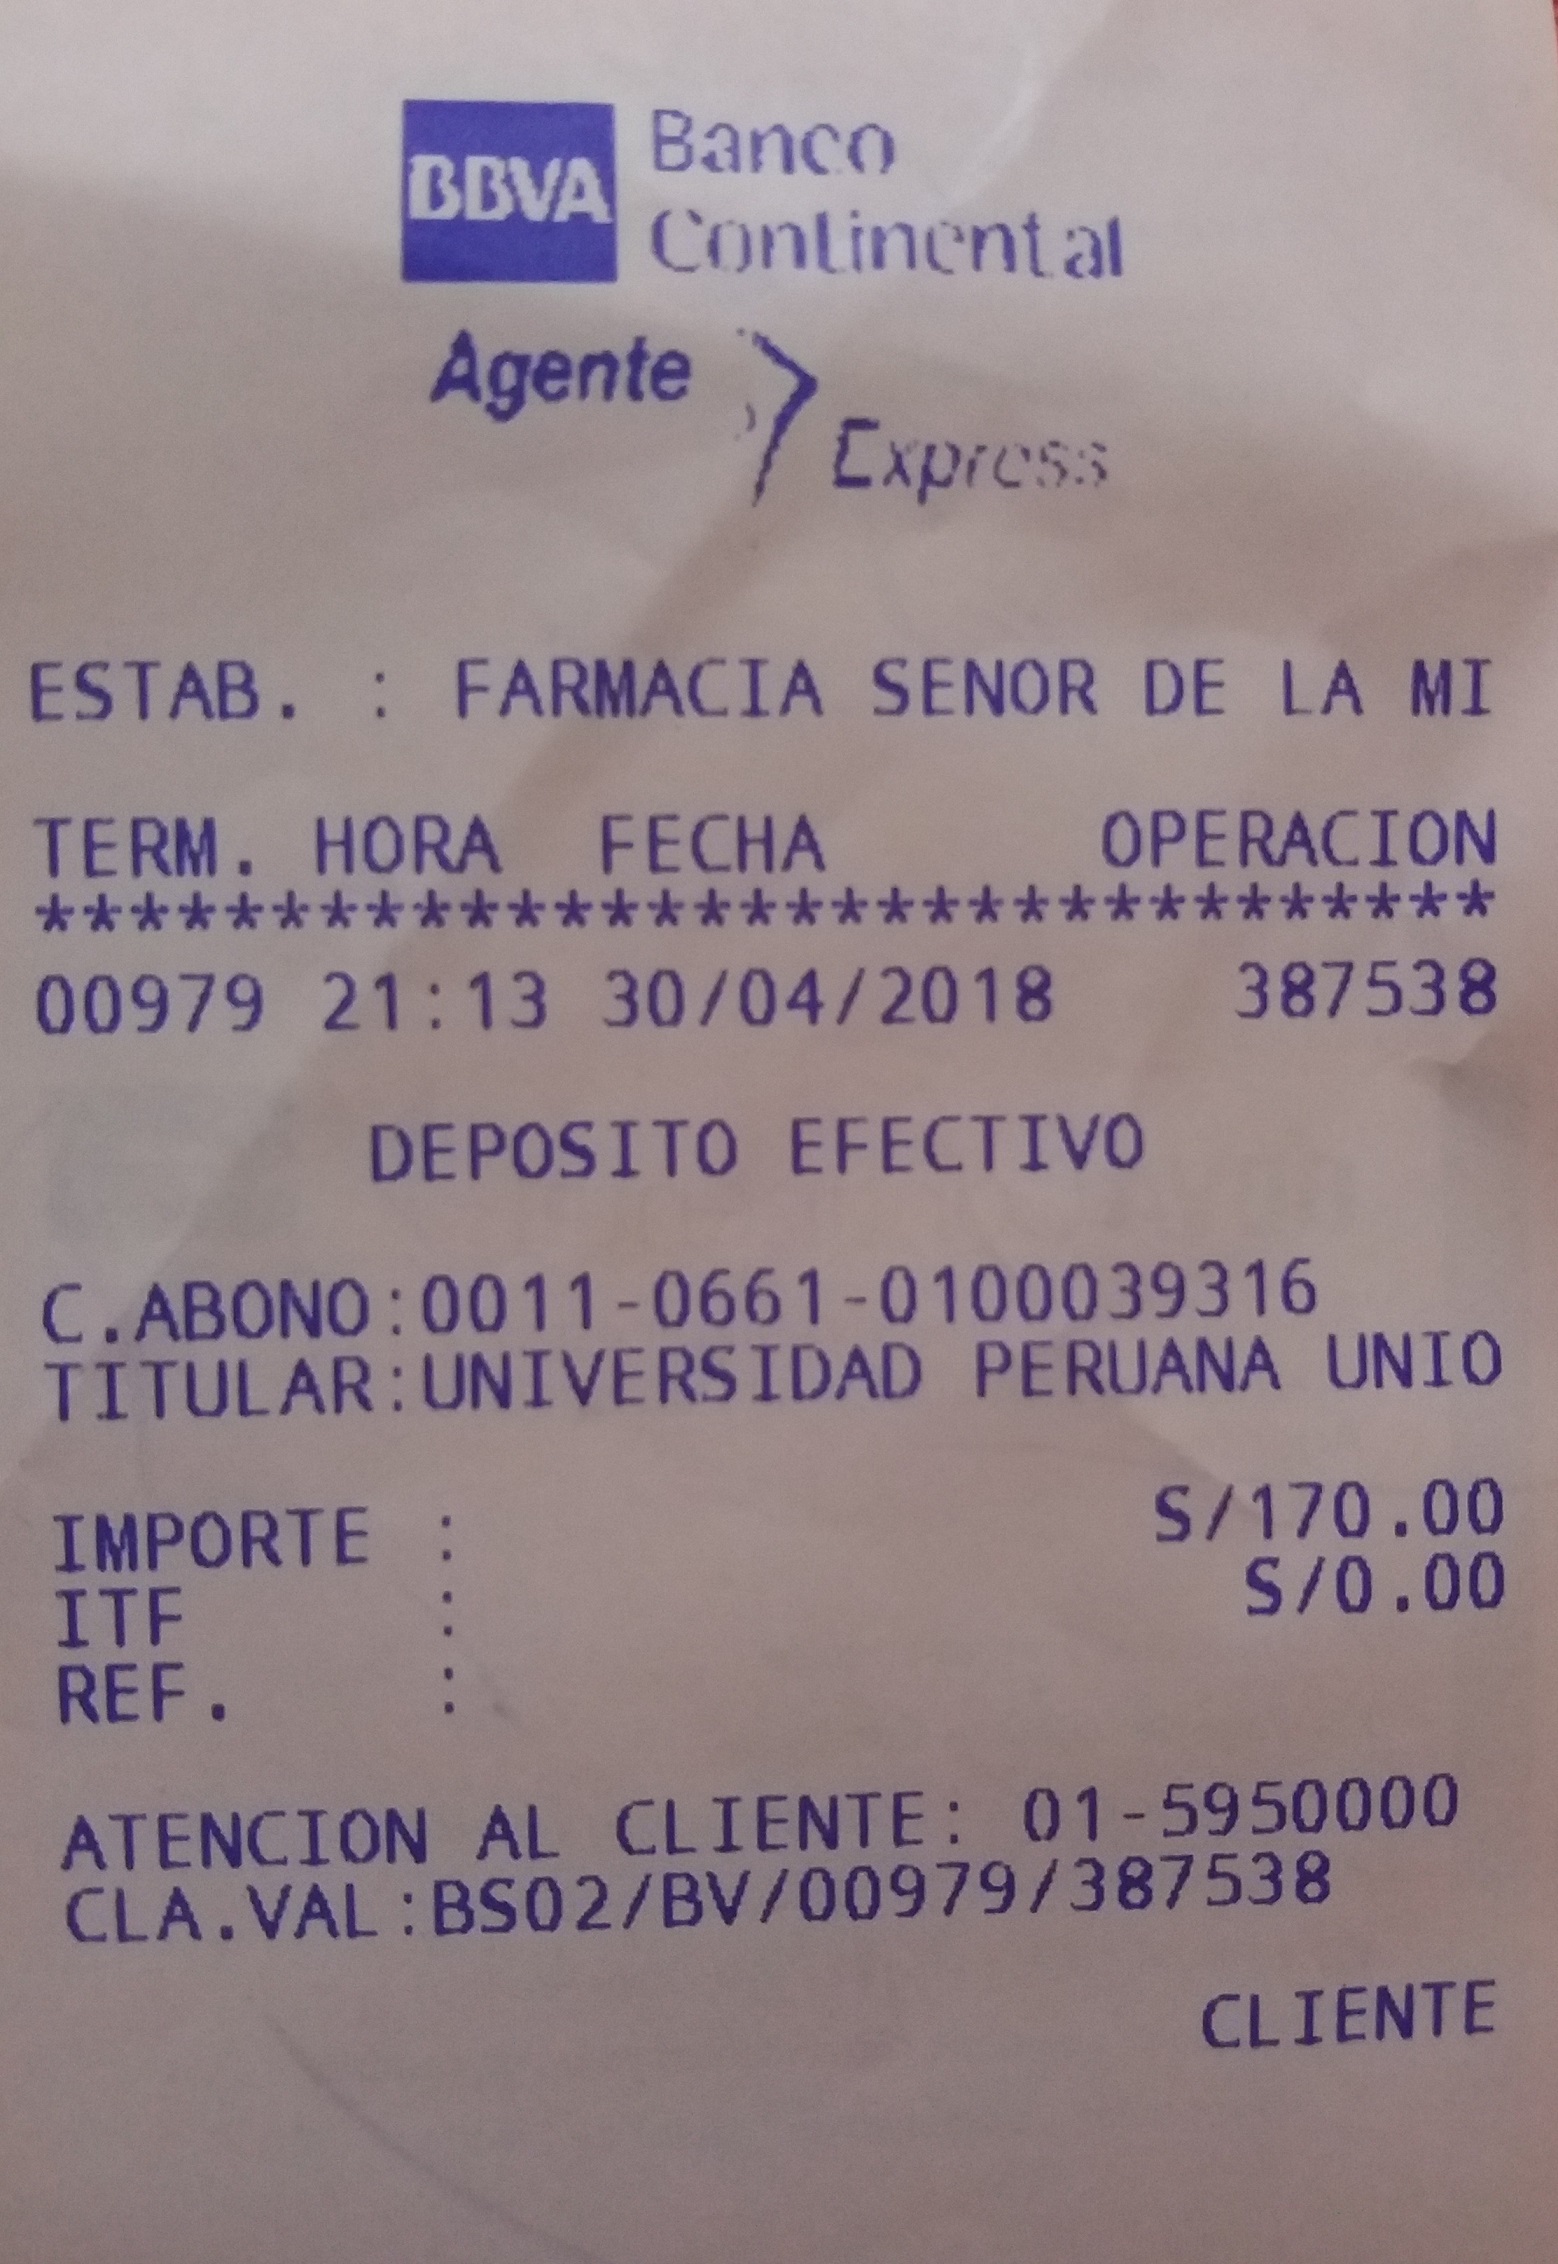 BBVA Banco
Continental
Agente
Express
ESTAB. : FARMACIA SENOR DE LA MI
TERM. HORA FECHA OPERACION
********************************
00979 21:13 30/04/2018 387538
DEPOSITO EFECTIVO
C.ABONO:0011-0661-0100039316
TITULAR:UNIVERSIDAD PERUANA UNIO
IMPORTE : S/170.00
ITF : S/0.00
REF. :
ATENCION AL CLIENTE: 01-5950000
CLA.VAL:BS02/BV/00979/387538
CLIENTE